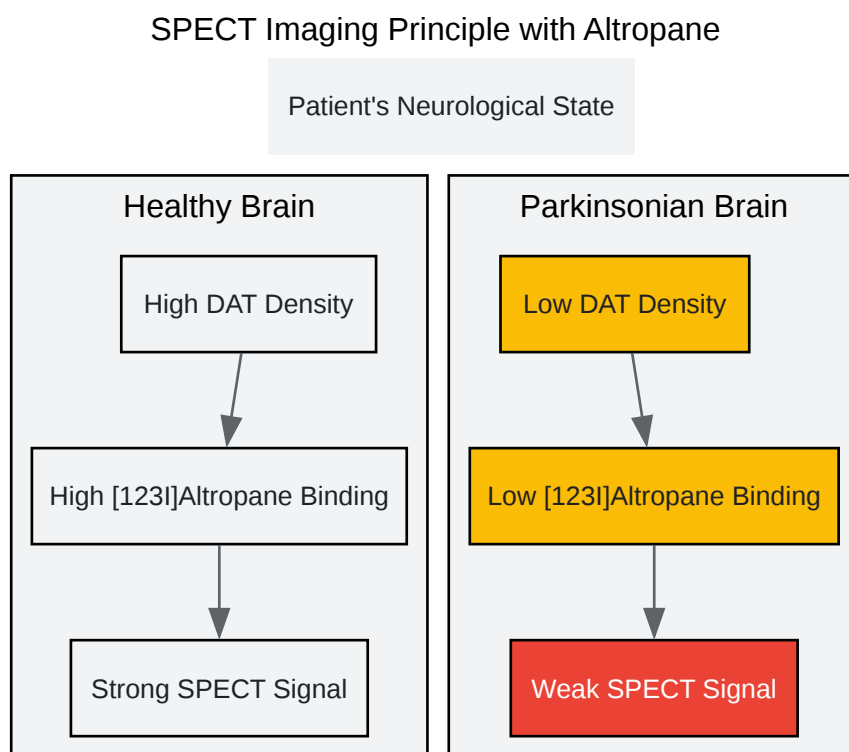 SPECT Imaging Principle with Altropane
Patient's Neurological State
Healthy Brain
High DAT Density
High [123I]Altropane Binding
Strong SPECT Signal
Parkinsonian Brain
Low DAT Density
Low [123I]Altropane Binding
Weak SPECT Signal